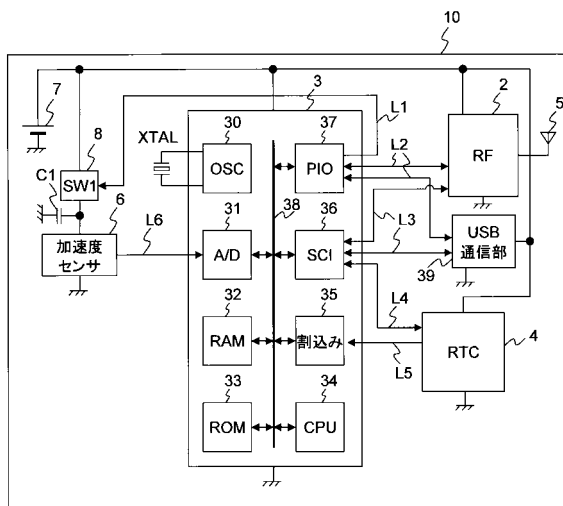 10
7
8
SW1
C1
6
加速度
センサ
L6
3
XTAL
30
OSC
31
A/D
32
RAM
33
ROM
38
37
PIO
36
SCI
35
割込み
34
CPU
L1
L2
L3
L4
L5
2
RF
5
USB
通信部
39
RTC
4